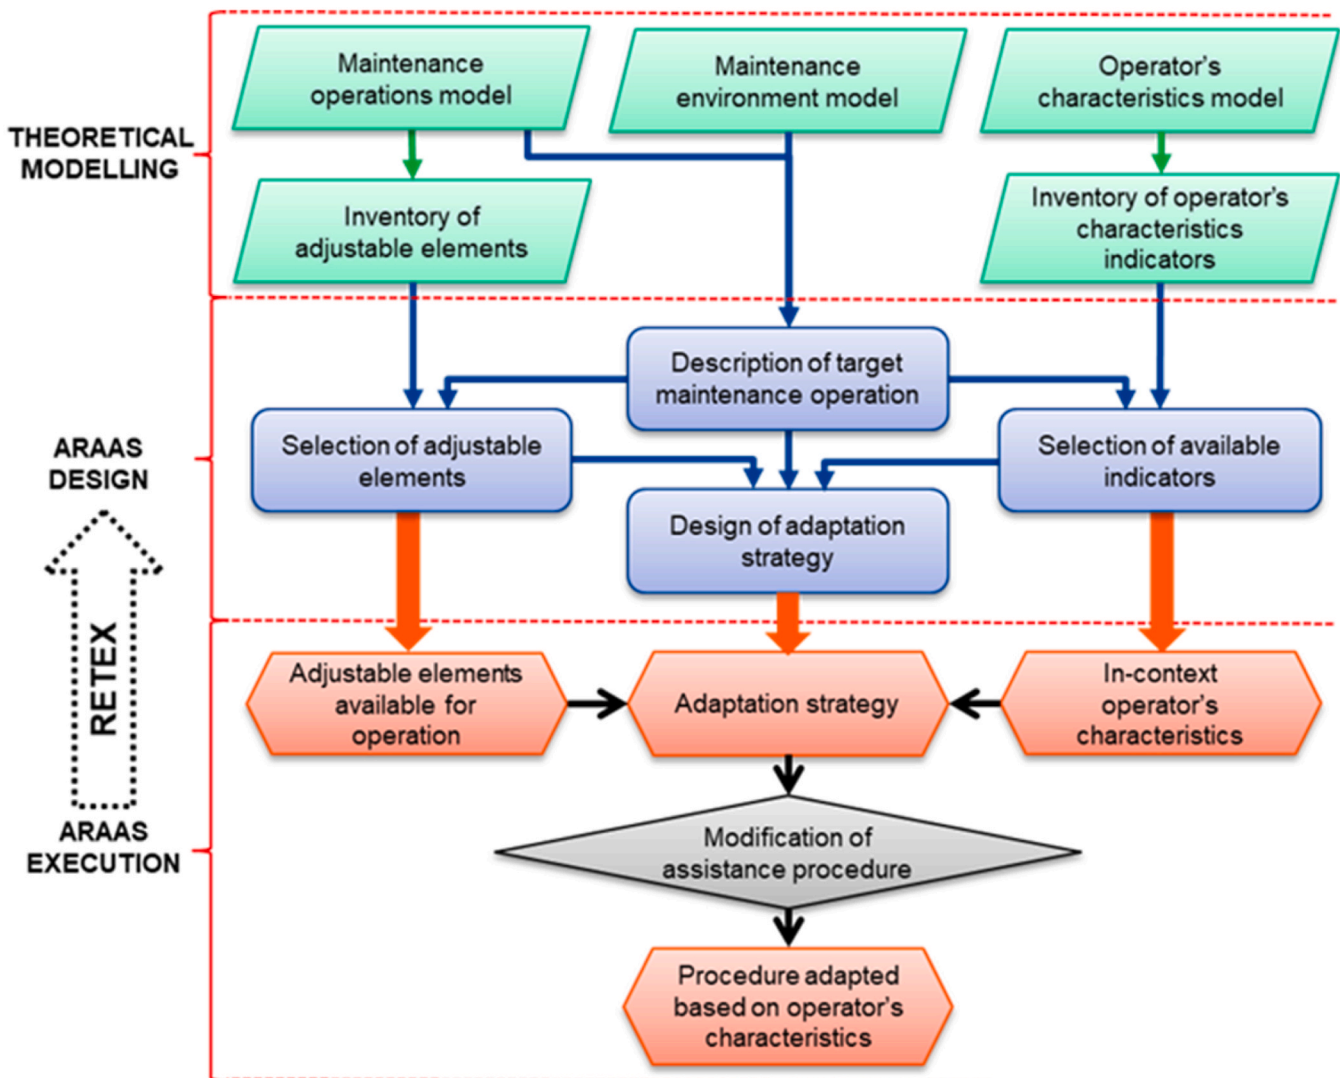 Maintenance
operations model
Maintenance
environment model
Operator's
characteristics model
THEORETICAL
MODELLING
Inventory of
adjustable elements
Inventory of operator's
characteristics
indicators
Description of target
maintenance operation
ARAAS
DESIGN
Selection of adjustable
elements
Selection of available
indicators
Design of adaptation
strategy
RETEX
Adjustable elements
available for
operation
Adaptation strategy
In-context
operator's
characteristics
ARAAS
EXECUTION
Modification of
assistance procedure
Procedure adapted
based on operator's
characteristics